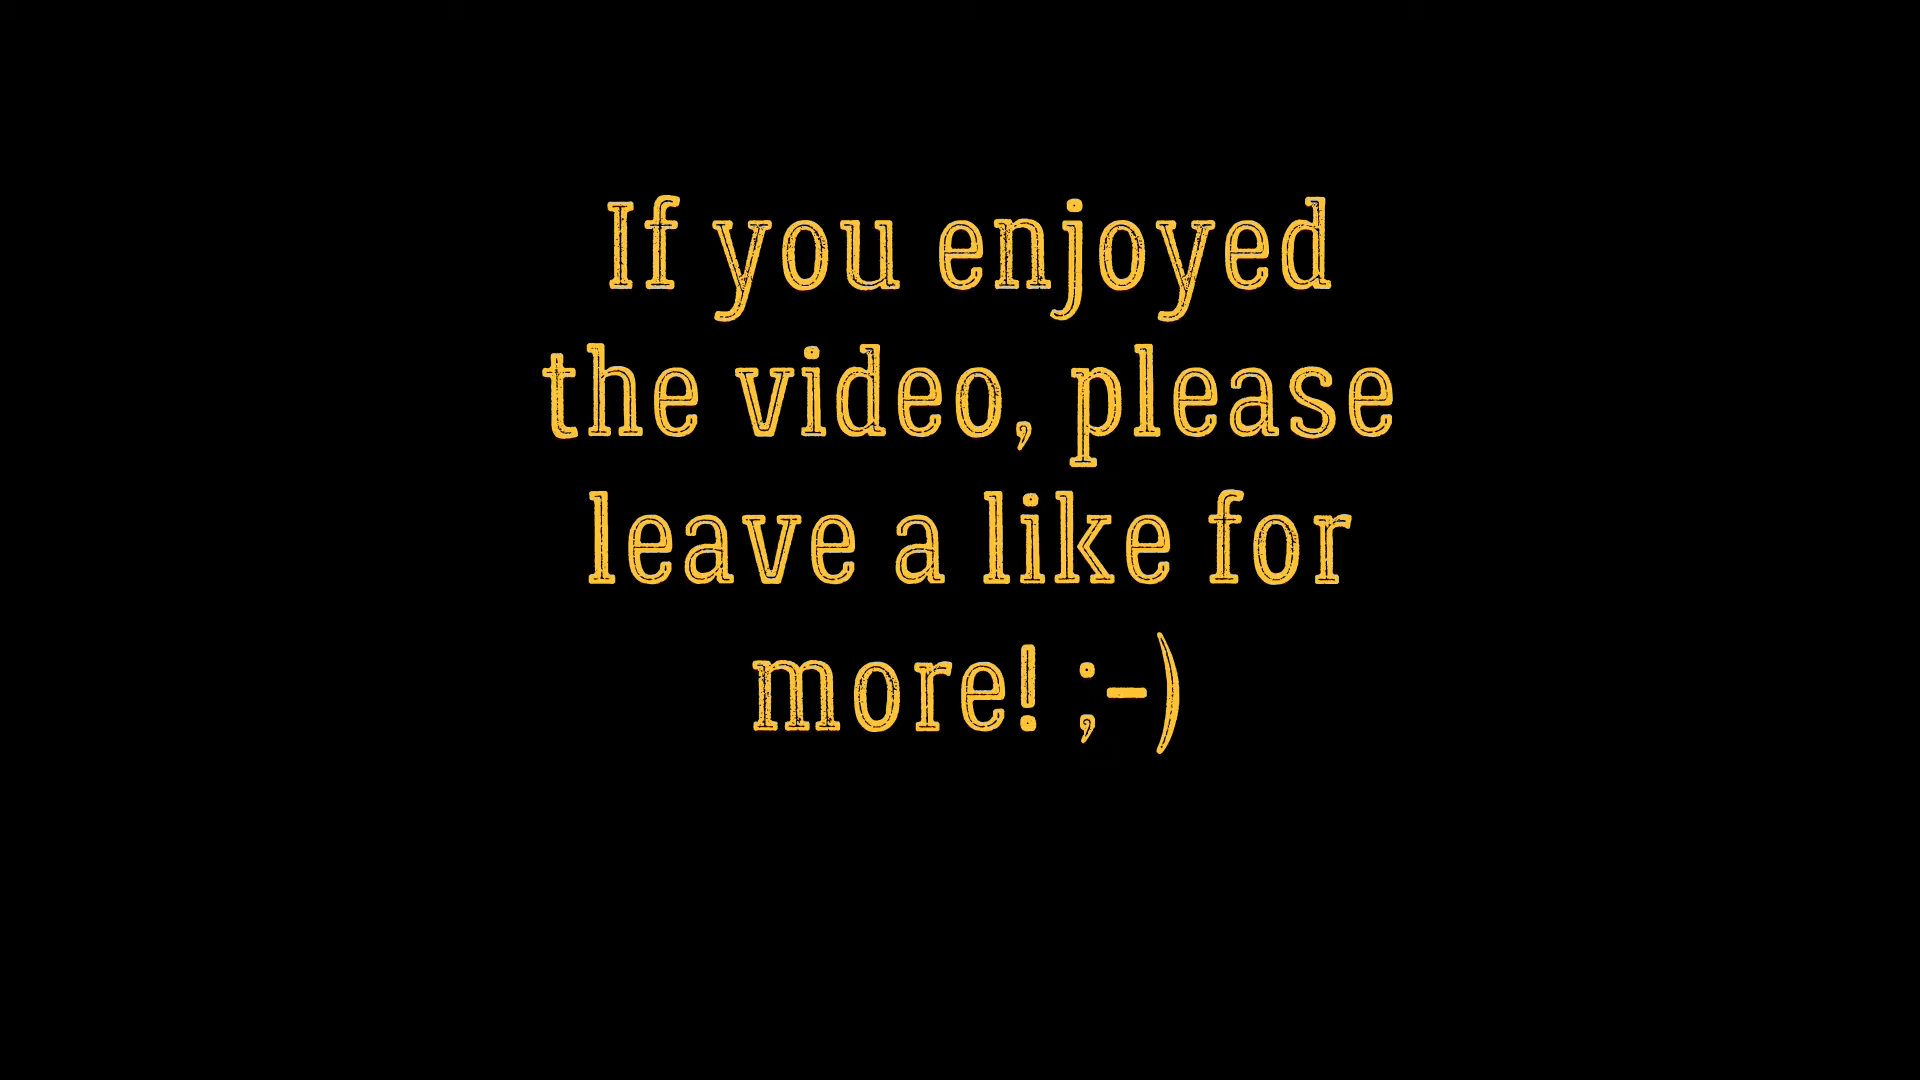 If you enjoyed
the video, please
leave a like for
more! ;-)